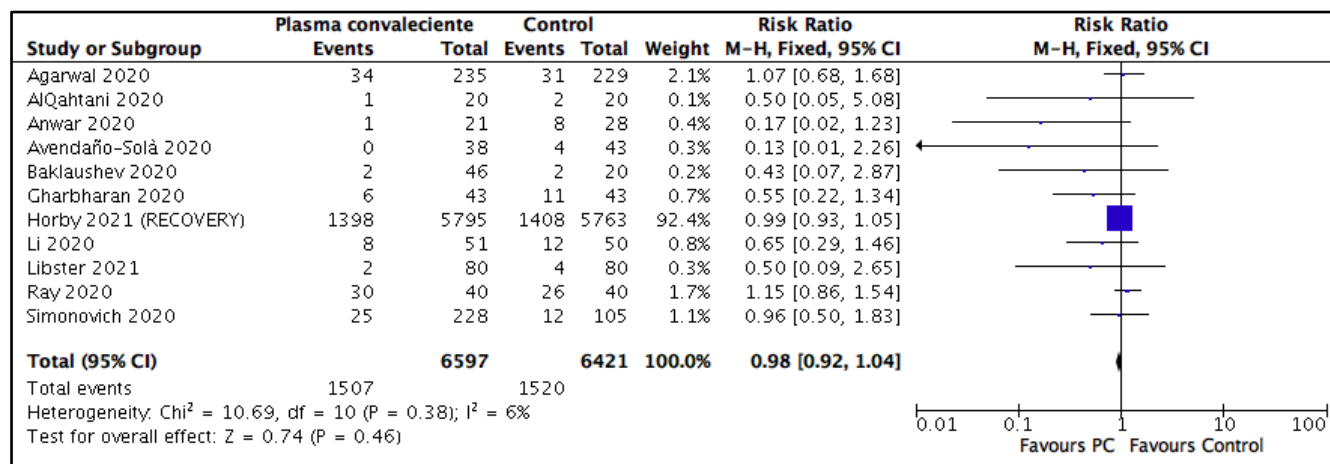 Plasma convaleciente Control Risk Ratio Risk Ratio
Study or Subgroup Events Total Events Total Weight M-H, Fixed, 95% CI M-H, Fixed, 95% CI
Agarwal 2020 34 235 31 229 2.1% 1.07 [0.68, 1.68]
AlQahtani 2020 1 20 2 20 0.1% 0.50 [0.05, 5.08]
Anwar 2020 1 21 8 28 0.4% 0.17 [0.02, 1.23]
Avendaño-Solà 2020 0 38 4 43 0.3% 0.13 [0.01, 2.26]
Baklaushev 2020 2 46 2 20 0.2% 0.43 [0.07, 2.87]
Gharbharan 2020 6 43 11 43 0.7% 0.55 [0.22, 1.34]
Horby 2021 (RECOVERY) 1398 5795 1408 5763 92.4% 0.99 [0.93, 1.05]
Li 2020 8 51 12 50 0.8% 0.65 [0.29, 1.46]
Libster 2021 2 80 4 80 0.3% 0.50 [0.09, 2.65]
Ray 2020 30 40 26 40 1.7% 1.15 [0.86, 1.54]
Simonovich 2020 25 228 12 105 1.1% 0.96 [0.50, 1.83]
Total (95% CI) 6597 6421 100.0% 0.98 [0.92, 1.04]
Total events 1507 1520
Heterogeneity: Chi² = 10.69, df = 10 (P = 0.38); I² = 6%
Test for overall effect: Z = 0.74 (P = 0.46)
0.01 0.1 1 10 100
Favours PC Favours Control